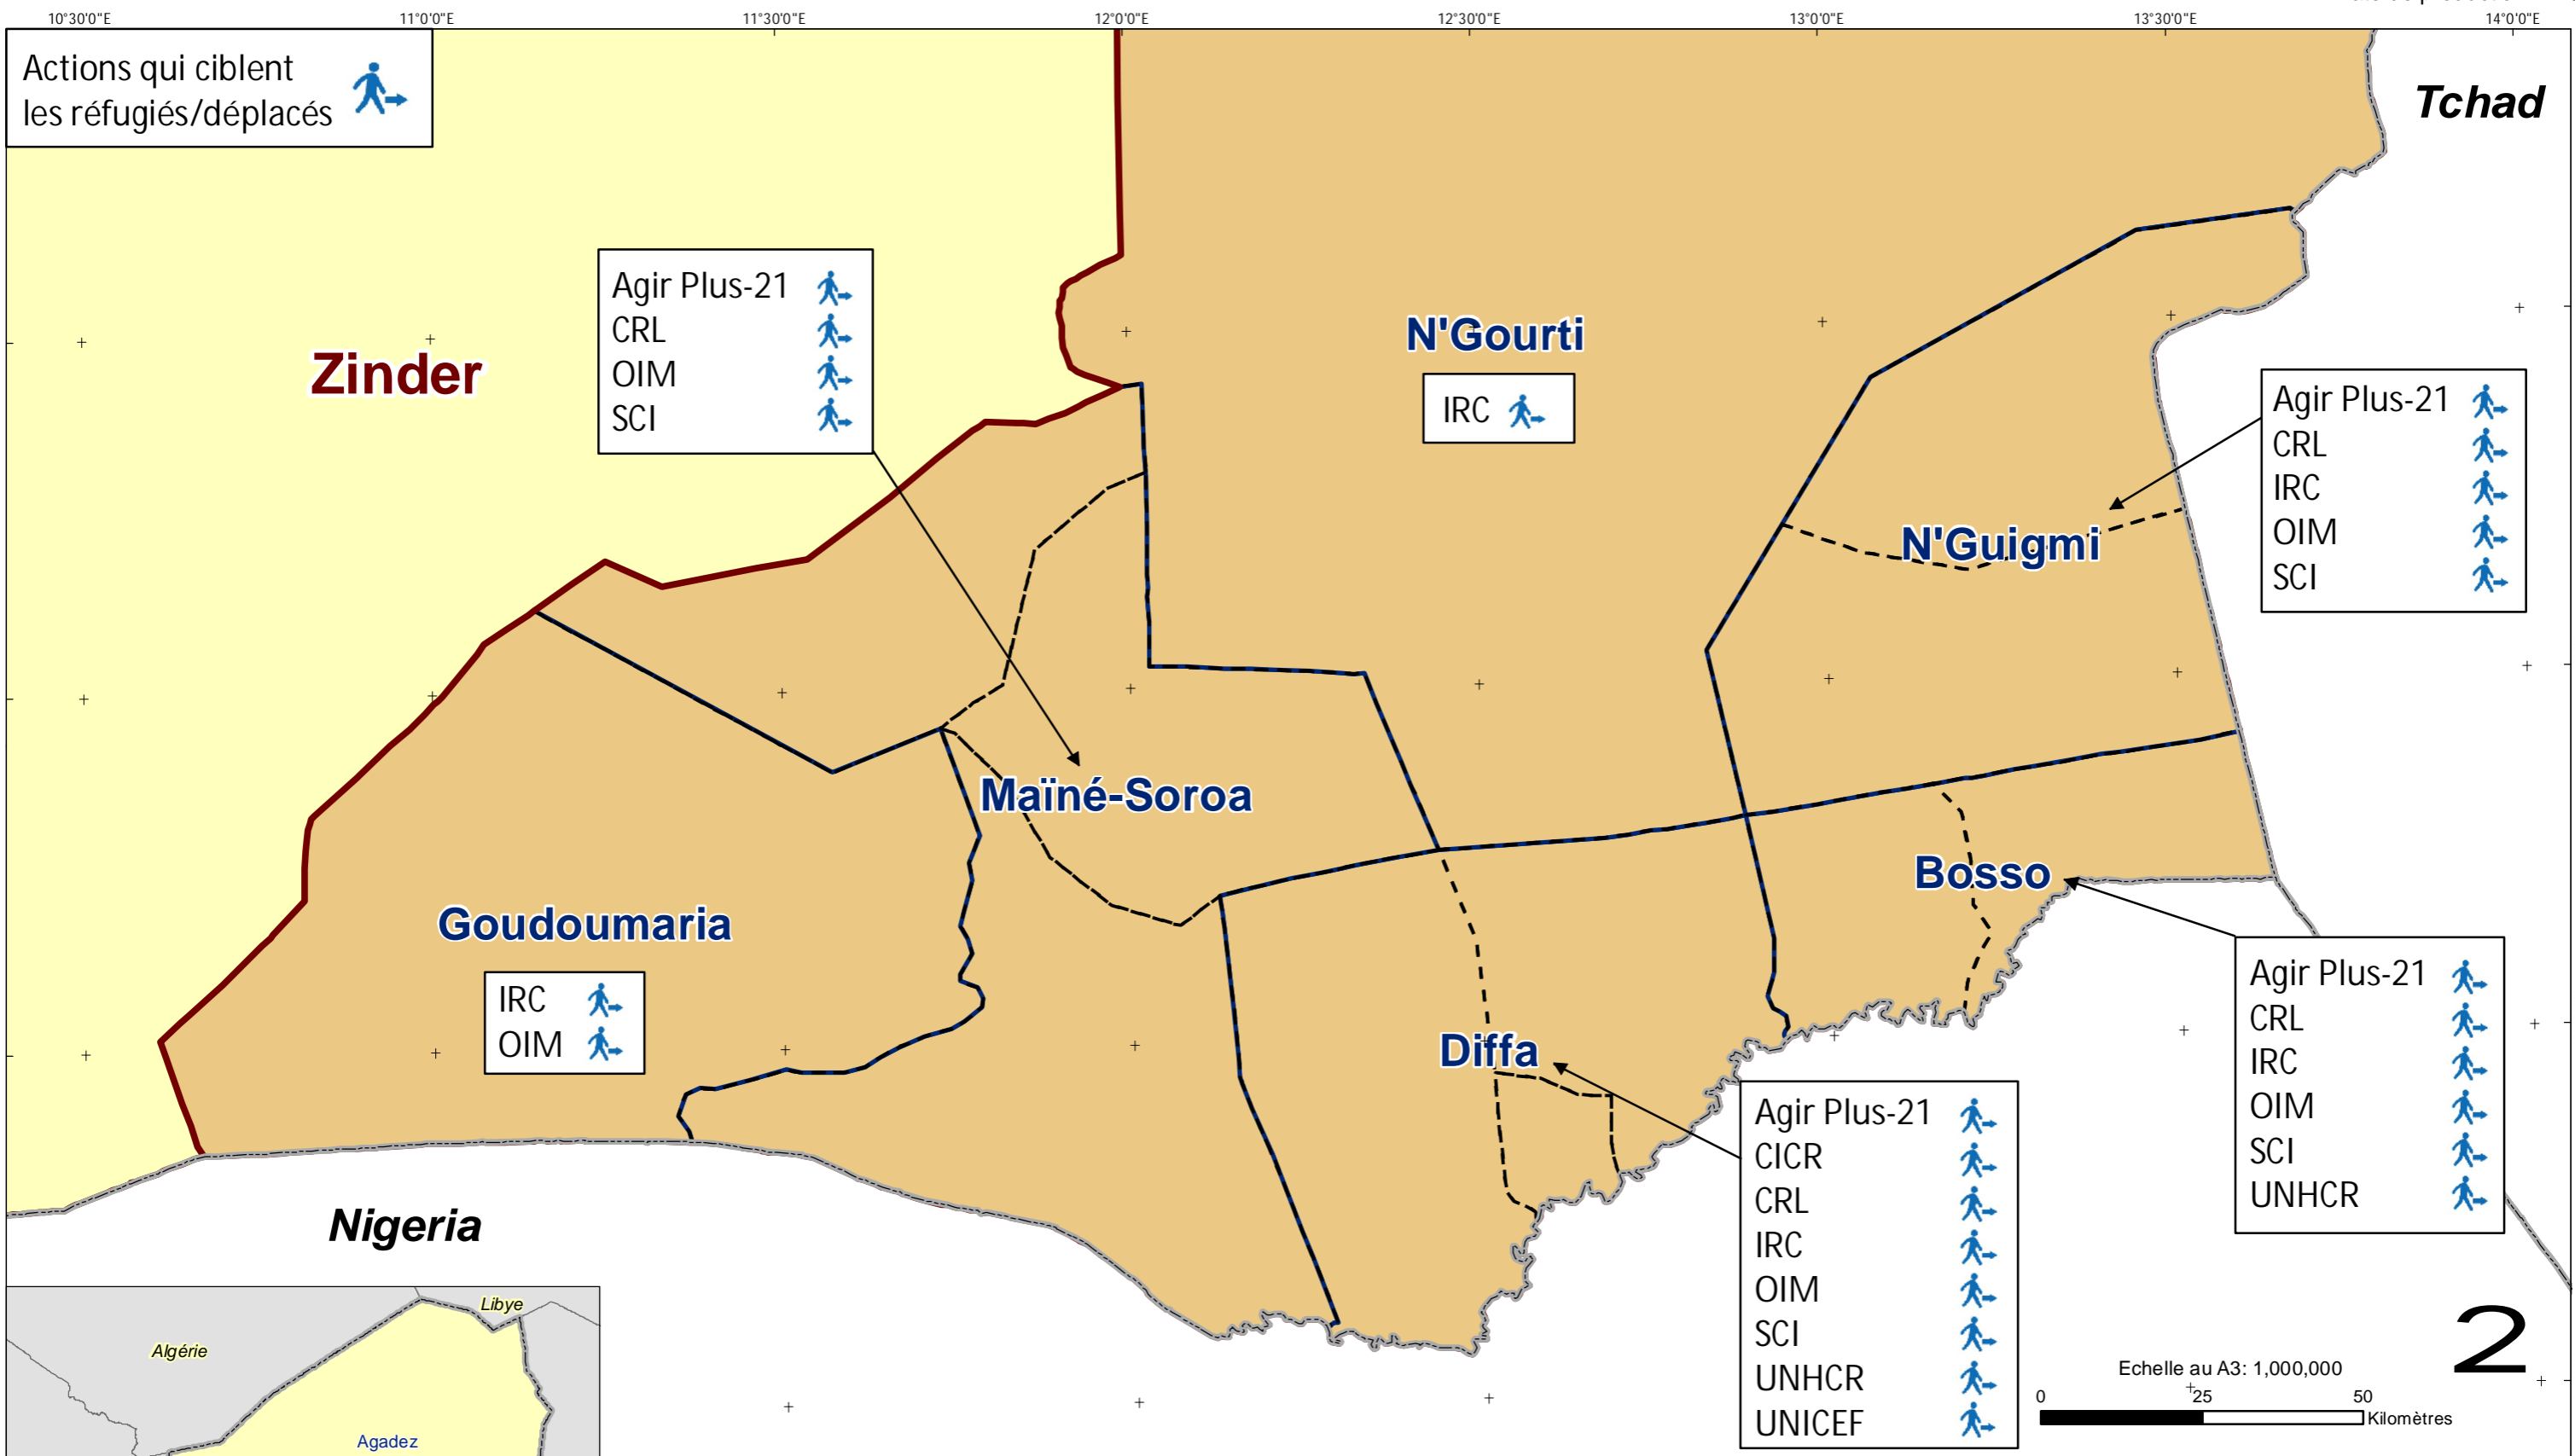 10°30'0"E
11°0'0"E
11°30'0"E
12°0'0"E
12°30'0"E
13°0'0"E
13°30'0"E
14°0'0"E
Actions qui ciblent
les réfugiés/déplacés
Tchad
Zinder
Agir Plus-21
CRL
OIM
SCI
N'Gourti
IRC
Agir Plus-21
CRL
IRC
OIM
SCI
N'Guigmi
Maïné-Soroa
Bosso
Goudoumaria
IRC
OIM
Agir Plus-21
CRL
IRC
OIM
SCI
UNHCR
Diffa
Agir Plus-21
CICR
CRL
IRC
OIM
SCI
UNHCR
UNICEF
Nigeria
Libye
Algérie
Agadez
2
Echelle au A3: 1,000,000
0 25 50
Kilomètres